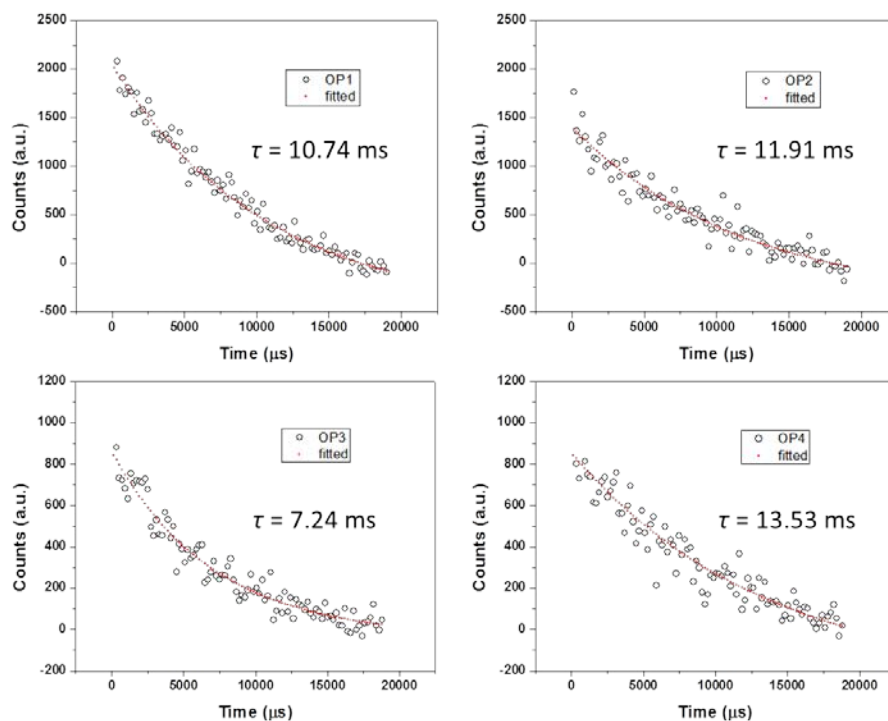 2500
2000
1500
1000
500
0
-500
Counts (a.u.)
OP1
fitted
τ = 10.74 ms
0 5000 10000 15000 20000
Time (μs)
2500
2000
1500
1000
500
0
-500
Counts (a.u.)
OP2
fitted
τ = 11.91 ms
0 5000 10000 15000 20000
Time (μs)
1200
1000
800
600
400
200
0
-200
Counts (a.u.)
OP3
fitted
τ = 7.24 ms
0 5000 10000 15000 20000
Time (μs)
1200
1000
800
600
400
200
0
-200
Counts (a.u.)
OP4
fitted
τ = 13.53 ms
0 5000 10000 15000 20000
Time (μs)